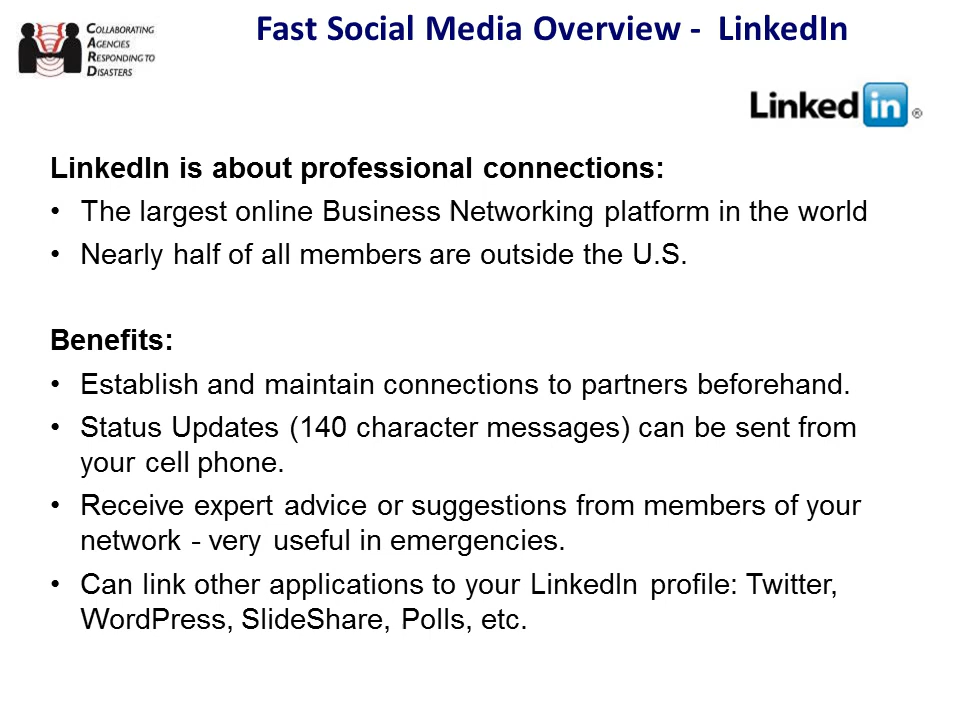 COLLABORATING
AGENCIES
RESPONDING TO
DISASTERS
Fast Social Media Overview - LinkedIn
Linked in ®
LinkedIn is about professional connections:
• The largest online Business Networking platform in the world
• Nearly half of all members are outside the U.S.
Benefits:
• Establish and maintain connections to partners beforehand.
• Status Updates (140 character messages) can be sent from
your cell phone.
• Receive expert advice or suggestions from members of your
network - very useful in emergencies.
• Can link other applications to your LinkedIn profile: Twitter,
WordPress, SlideShare, Polls, etc.